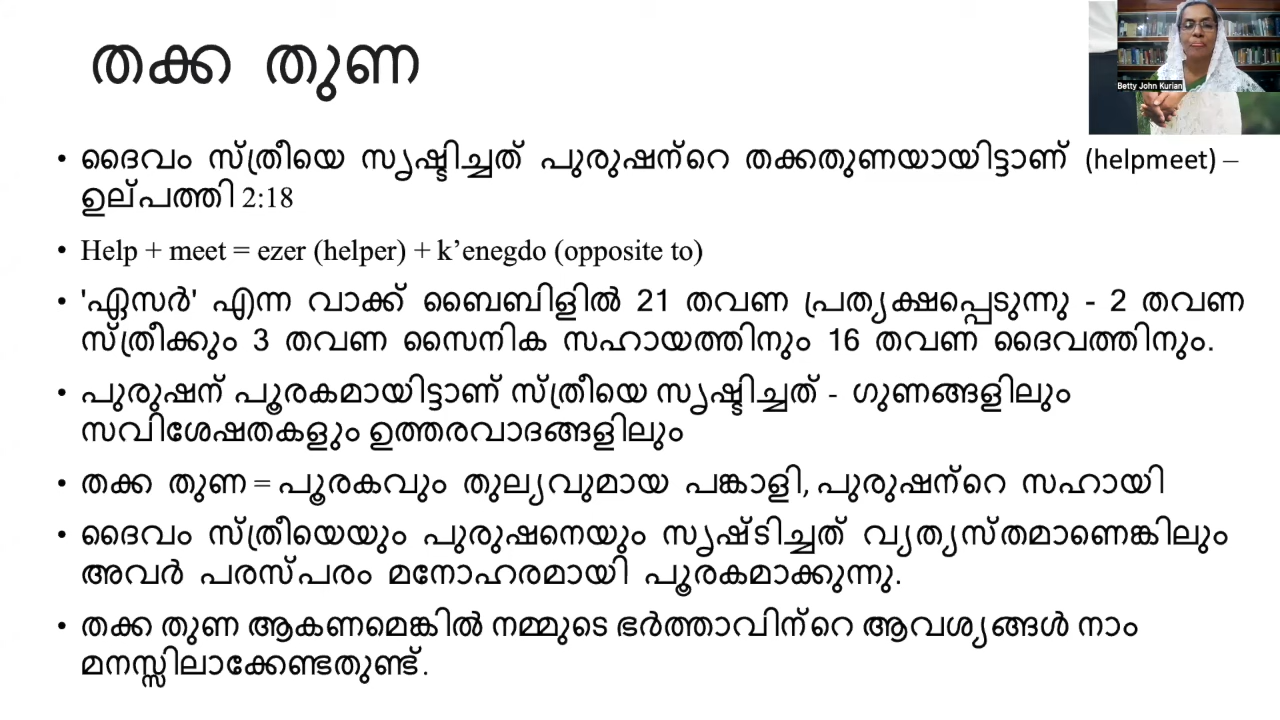 തക്ക തുണ
Betty John Kurian
• ദൈവം സ്ത്രീയെ സൃഷ്ടിച്ചത് പുരുഷന്റെ തക്കതുണയായിട്ടാണ് (helpmeet) –
ഉല്പത്തി 2:18
• Help + meet = ezer (helper) + k’enegdo (opposite to)
• 'ഏസർ' എന്ന വാക്ക് ബൈബിളിൽ 21 തവണ പ്രത്യക്ഷപ്പെടുന്നു - 2 തവണ
സ്ത്രീക്കും 3 തവണ സൈനിക സഹായത്തിനും 16 തവണ ദൈവത്തിനും.
• പുരുഷന് പൂരകമായിട്ടാണ് സ്ത്രീയെ സൃഷ്ടിച്ചത് - ഗുണങ്ങളിലും
സവിശേഷതകളും ഉത്തരവാദങ്ങളിലും
• തക്ക തുണ = പൂരകവും തുല്യവുമായ പങ്കാളി, പുരുഷന്റെ സഹായി
• ദൈവം സ്ത്രീയെയും പുരുഷനെയും സൃഷ്ടിച്ചത് വ്യത്യസ്തമാണെങ്കിലും
അവർ പരസ്പരം മനോഹരമായി പൂരകമാക്കുന്നു.
• തക്ക തുണ ആകണമെങ്കിൽ നമ്മുടെ ഭർത്താവിന്റെ ആവശ്യങ്ങൾ നാം
മനസ്സിലാക്കേണ്ടതുണ്ട്.